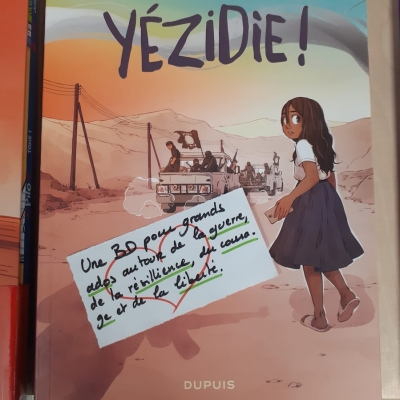 YÉZIDIE !
Une BD pour grands
ados autour de la guerre,
de la résilience, du coura-
ge et de la liberté.
DUPUIS